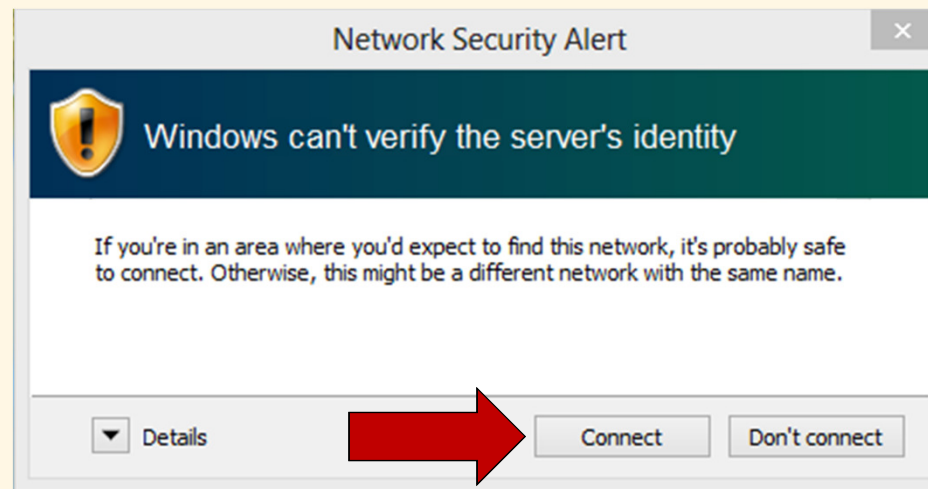 Network Security Alert
Windows can't verify the server's identity
If you're in an area where you'd expect to find this network, it's probably safe
to connect. Otherwise, this might be a different network with the same name.
Details
Connect
Don't connect